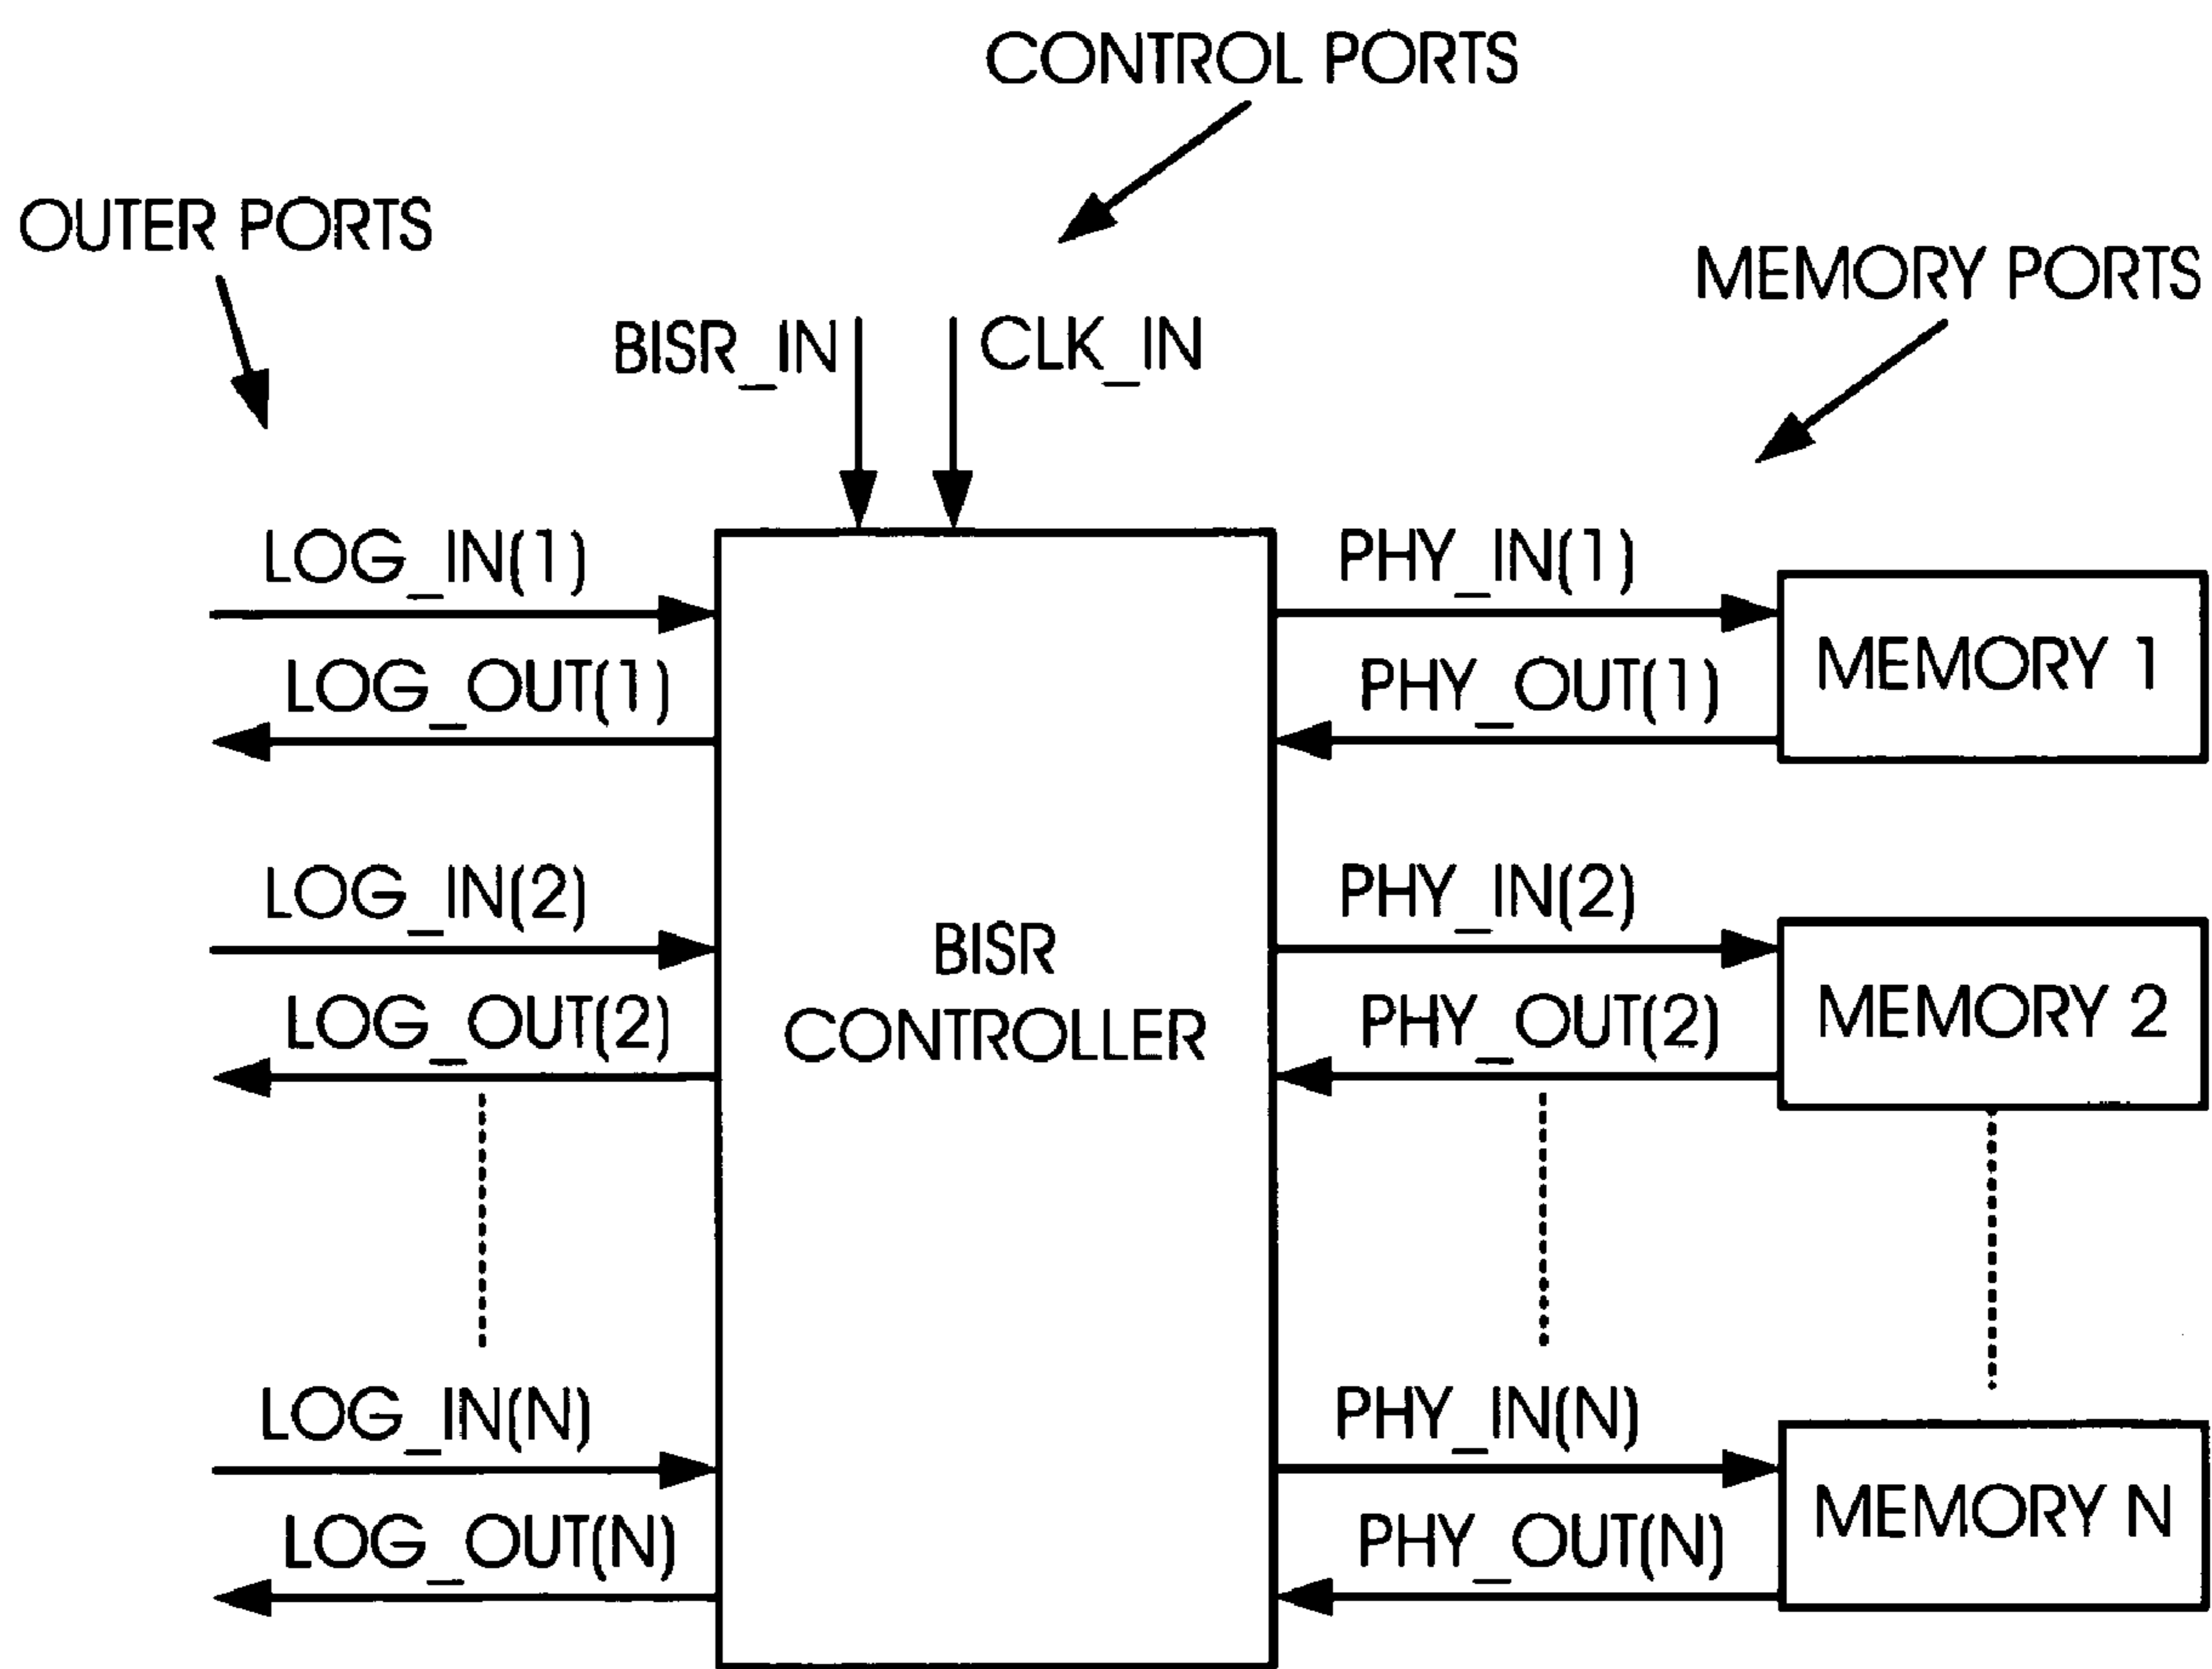 CONTROL PORTS
OUTER PORTS
MEMORY PORTS
BISR_IN
CLK_IN
LOG_IN(1)
PHY_IN(1)
MEMORY 1
LOG_OUT(1)
PHY_OUT(1)
LOG_IN(2)
PHY_IN(2)
BISR
CONTROLLER
MEMORY 2
LOG_OUT(2)
PHY_OUT(2)
LOG_IN(N)
PHY_IN(N)
MEMORY N
LOG_OUT(N)
PHY_OUT(N)